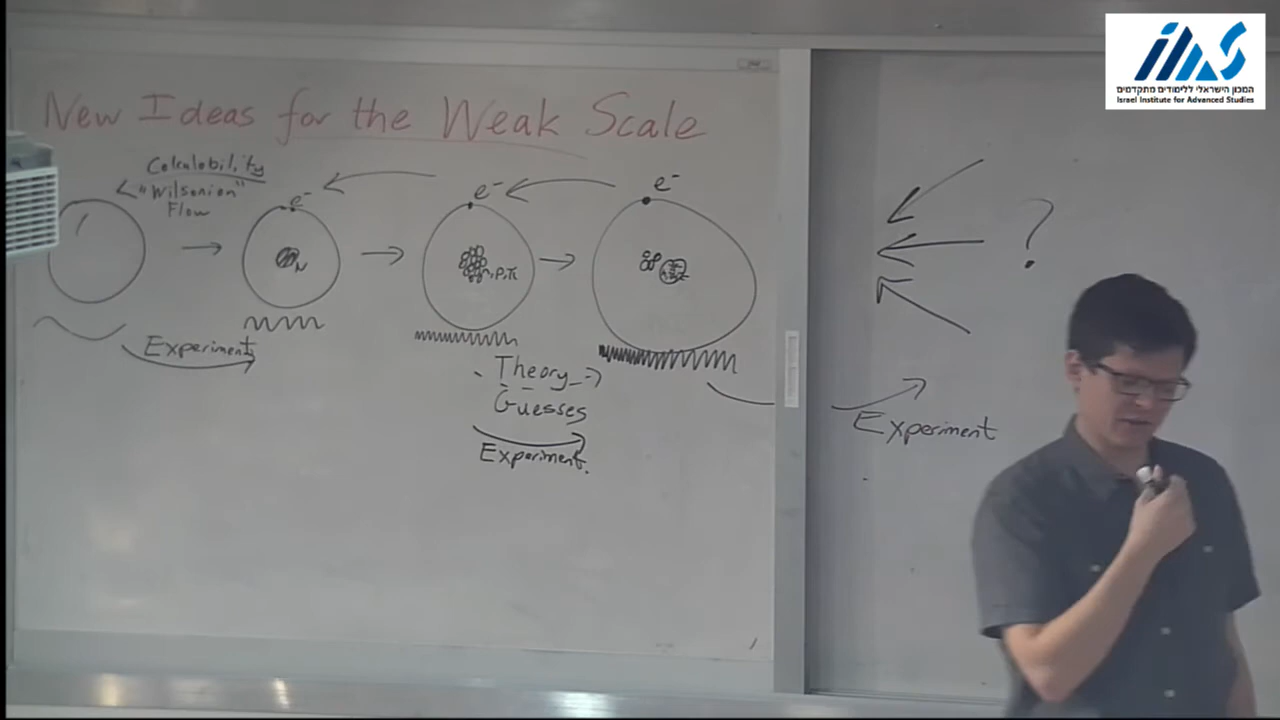 המכון הישראלי ללימודים מתקדמים
Israel Institute for Advanced Studies
New Ideas for the Weak Scale
Calculability
"Wilsonian"
Flow
e⁻
e⁻
e⁻
N
n,p,π
?
Experiment
Theory
Guesses
Experiment
Experiment